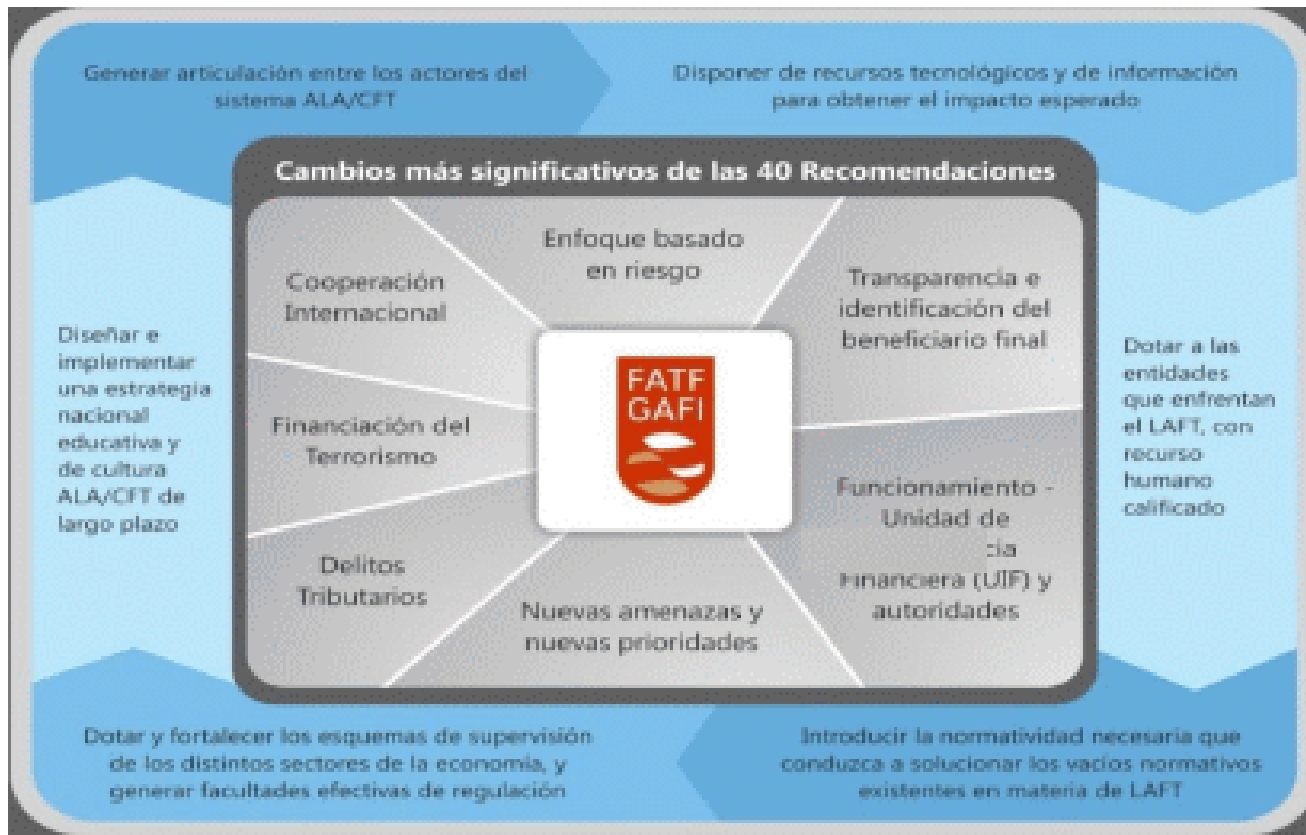 Generar articulación entre los actores del
sistema ALA/CFT
Disponer de recursos tecnológicos y de información
para obtener el impacto esperado
Cambios más significativos de las 40 Recomendaciones
Enfoque basado
en riesgo
Cooperación
Internacional
Transparencia e
identificación del
beneficiario final
Diseñar e
implementar
una estrategia
nacional
educativa y
de cultura
ALA/CFT de
largo plazo
FATF
GAFI
Dotar a las
entidades
que enfrentan
el LAFT, con
recurso
humano
calificado
Financiación del
Terrorismo
Funcionamiento -
Unidad de
Financiera (UIF) y
autoridades
Delitos
Tributarios
Nuevas amenazas y
nuevas prioridades
Dotar y fortalecer los esquemas de supervisión
de los distintos sectores de la economía, y
generar facultades efectivas de regulación
Introducir la normatividad necesaria que
conduzca a solucionar los vacíos normativos
existentes en materia de LAFT